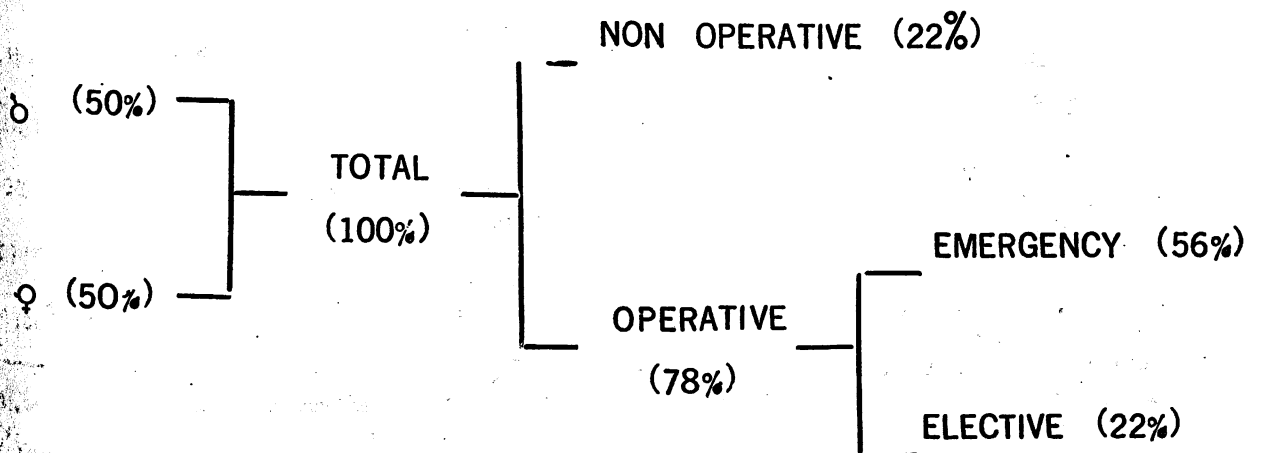 NON OPERATIVE (22%)
♂ (50%)
TOTAL
(100%)
♀ (50%)
EMERGENCY (56%)
OPERATIVE
(78%)
ELECTIVE (22%)